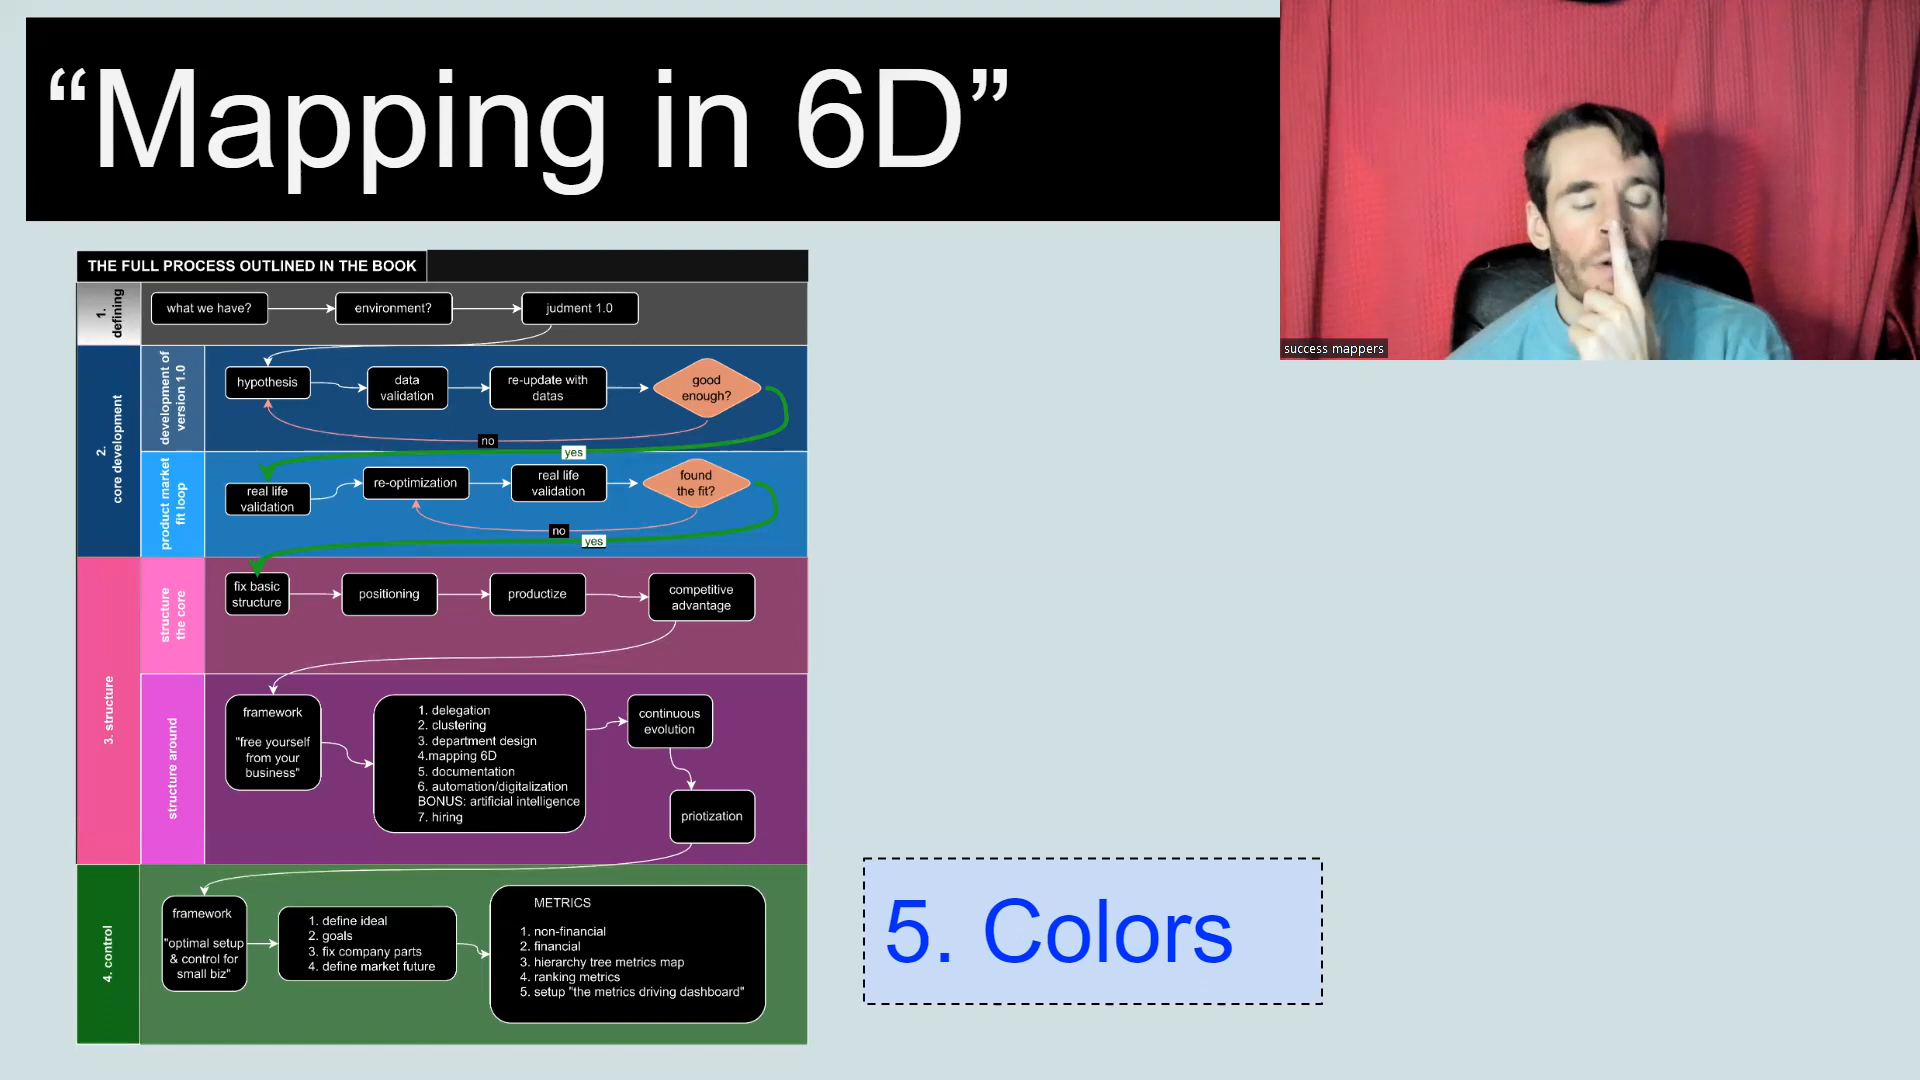 “Mapping in 6D”
success mappers
THE FULL PROCESS OUTLINED IN THE BOOK
1.
defining
what we have?
environment?
judment 1.0
2.
core development
development of
version 1.0
hypothesis
data
validation
re-update with
datas
good
enough?
no
yes
product market
fit loop
real life
validation
re-optimization
real life
validation
found
the fit?
no
yes
3. structure
structure
the core
fix basic
structure
positioning
productize
competitive
advantage
structure around
framework
"free yourself
from your
business"
1. delegation
2. clustering
3. department design
4.mapping 6D
5. documentation
6. automation/digitalization
BONUS: artificial intelligence
7. hiring
continuous
evolution
priotization
4. control
framework
"optimal setup
& control for
small biz"
1. define ideal
2. goals
3. fix company parts
4. define market future
METRICS
1. non-financial
2. financial
3. hierarchy tree metrics map
4. ranking metrics
5. setup "the metrics driving dashboard"
5. Colors